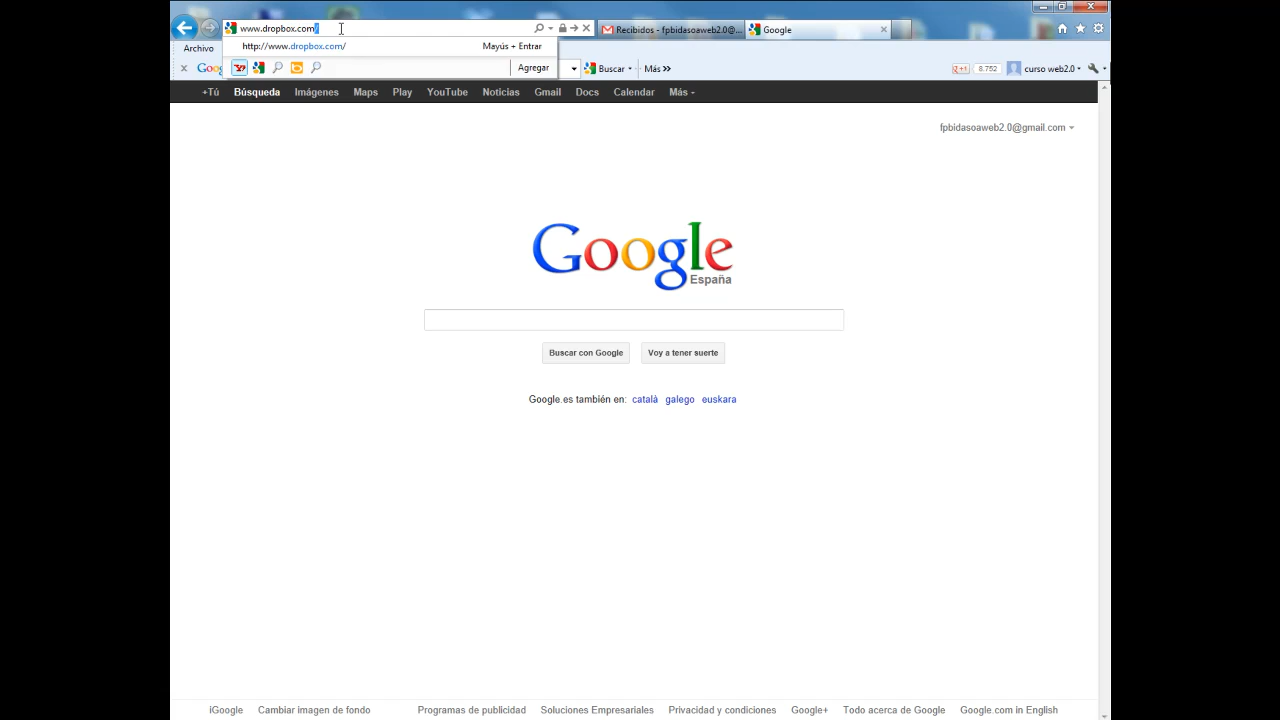 www.dropbox.com/
Recibidos - fpbidasoaweb2.0@...
Google
Archivo
http://www.dropbox.com/ Mayús + Entrar
Agregar
Buscar
Más »
8.752
curso web2.0
+Tú Búsqueda Imágenes Maps Play YouTube Noticias Gmail Docs Calendar Más
fpbidasoaweb2.0@gmail.com
Google
España
Buscar con Google Voy a tener suerte
Google.es también en: català galego euskara
iGoogle Cambiar imagen de fondo Programas de publicidad Soluciones Empresariales Privacidad y condiciones Google+ Todo acerca de Google Google.com in English